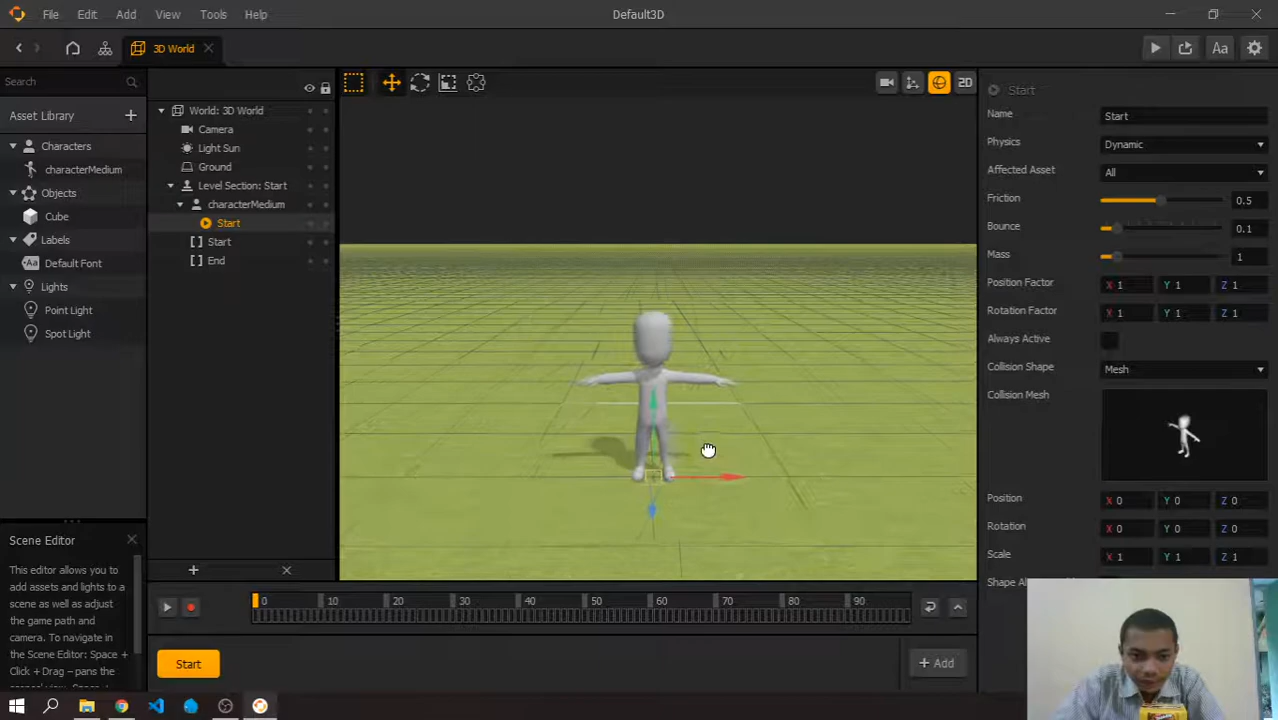 File Edit View Add Tools Help Default3D
3D World
Aa
Search
Asset Library
Characters
characterMedium
Objects
Cube
Labels
Aa Default Font
Lights
Point Light
Spot Light
World: 3D World
Camera
Light Sun
Ground
Level Section: Start
characterMedium
Start
Start
End
2D
Start
Name Start
Physics Dynamic
Affected Asset All
Friction 0.5
Bounce 0.1
Mass 1
Position Factor X 1 Y 1 Z 1
Rotation Factor X 1 Y 1 Z 1
Always Active
Collision Shape Mesh
Collision Mesh
Position X 0 Y 0 Z 0
Rotation X 0 Y 0 Z 0
Scale X 1 Y 1 Z 1
Scene Editor
This editor allows you to
add assets and lights to a
scene as well as adjust
the game path and
camera. To navigate in
the Scene Editor: Space +
Click + Drag – pans the
0 10 20 30 40 50 60 70 80 90
Start
Add